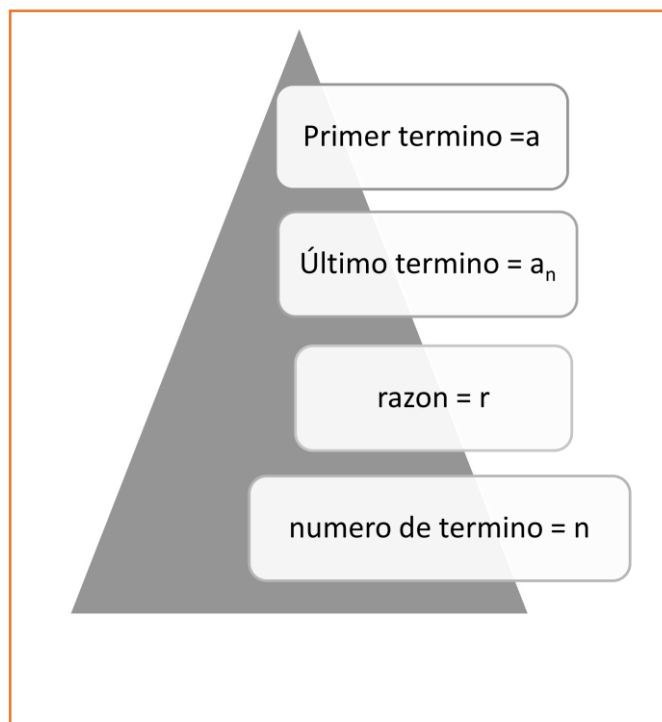 Primer termino =a
Último termino = aₙ
razon = r
numero de termino = n